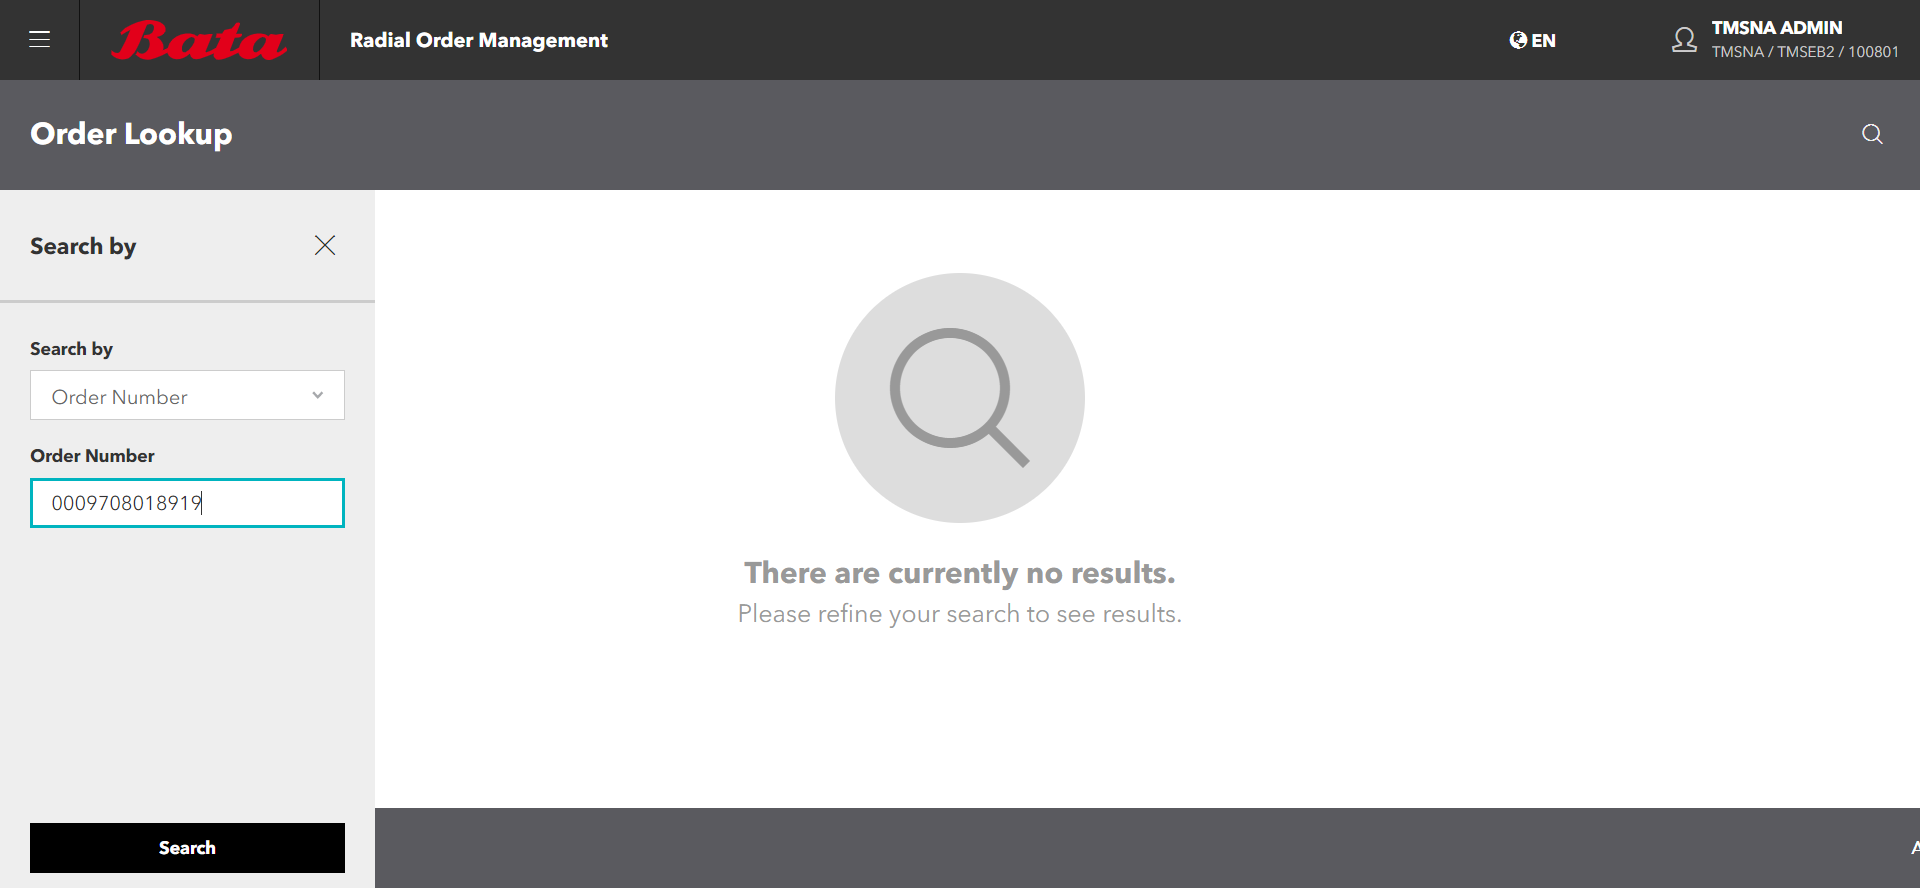 Bata
Radial Order Management
EN
TMSNA ADMIN
TMSNA / TMSEB2 / 100801
Order Lookup
Search by
Search by
Order Number
Order Number
0009708018919
Search
There are currently no results.
Please refine your search to see results.